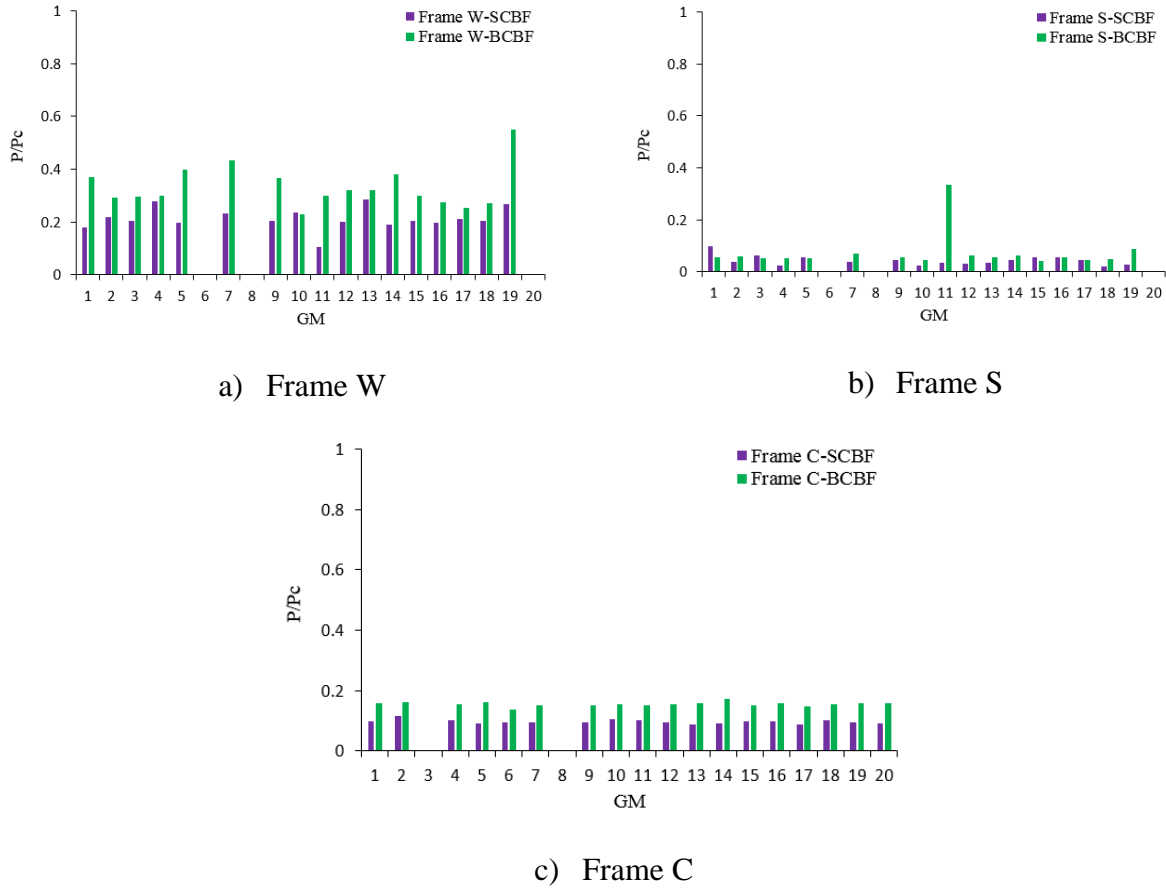 1
0.8
0.6
0.4
0.2
0
P/Pc
Frame W-SCBF
Frame W-BCBF
1 2 3 4 5 6 7 8 9 10 11 12 13 14 15 16 17 18 19 20
GM
a) Frame W
1
0.8
0.6
0.4
0.2
0
P/Pc
Frame S-SCBF
Frame S-BCBF
1 2 3 4 5 6 7 8 9 10 11 12 13 14 15 16 17 18 19 20
GM
b) Frame S
1
0.8
0.6
0.4
0.2
0
P/Pc
Frame C-SCBF
Frame C-BCBF
1 2 3 4 5 6 7 8 9 10 11 12 13 14 15 16 17 18 19 20
GM
c) Frame C